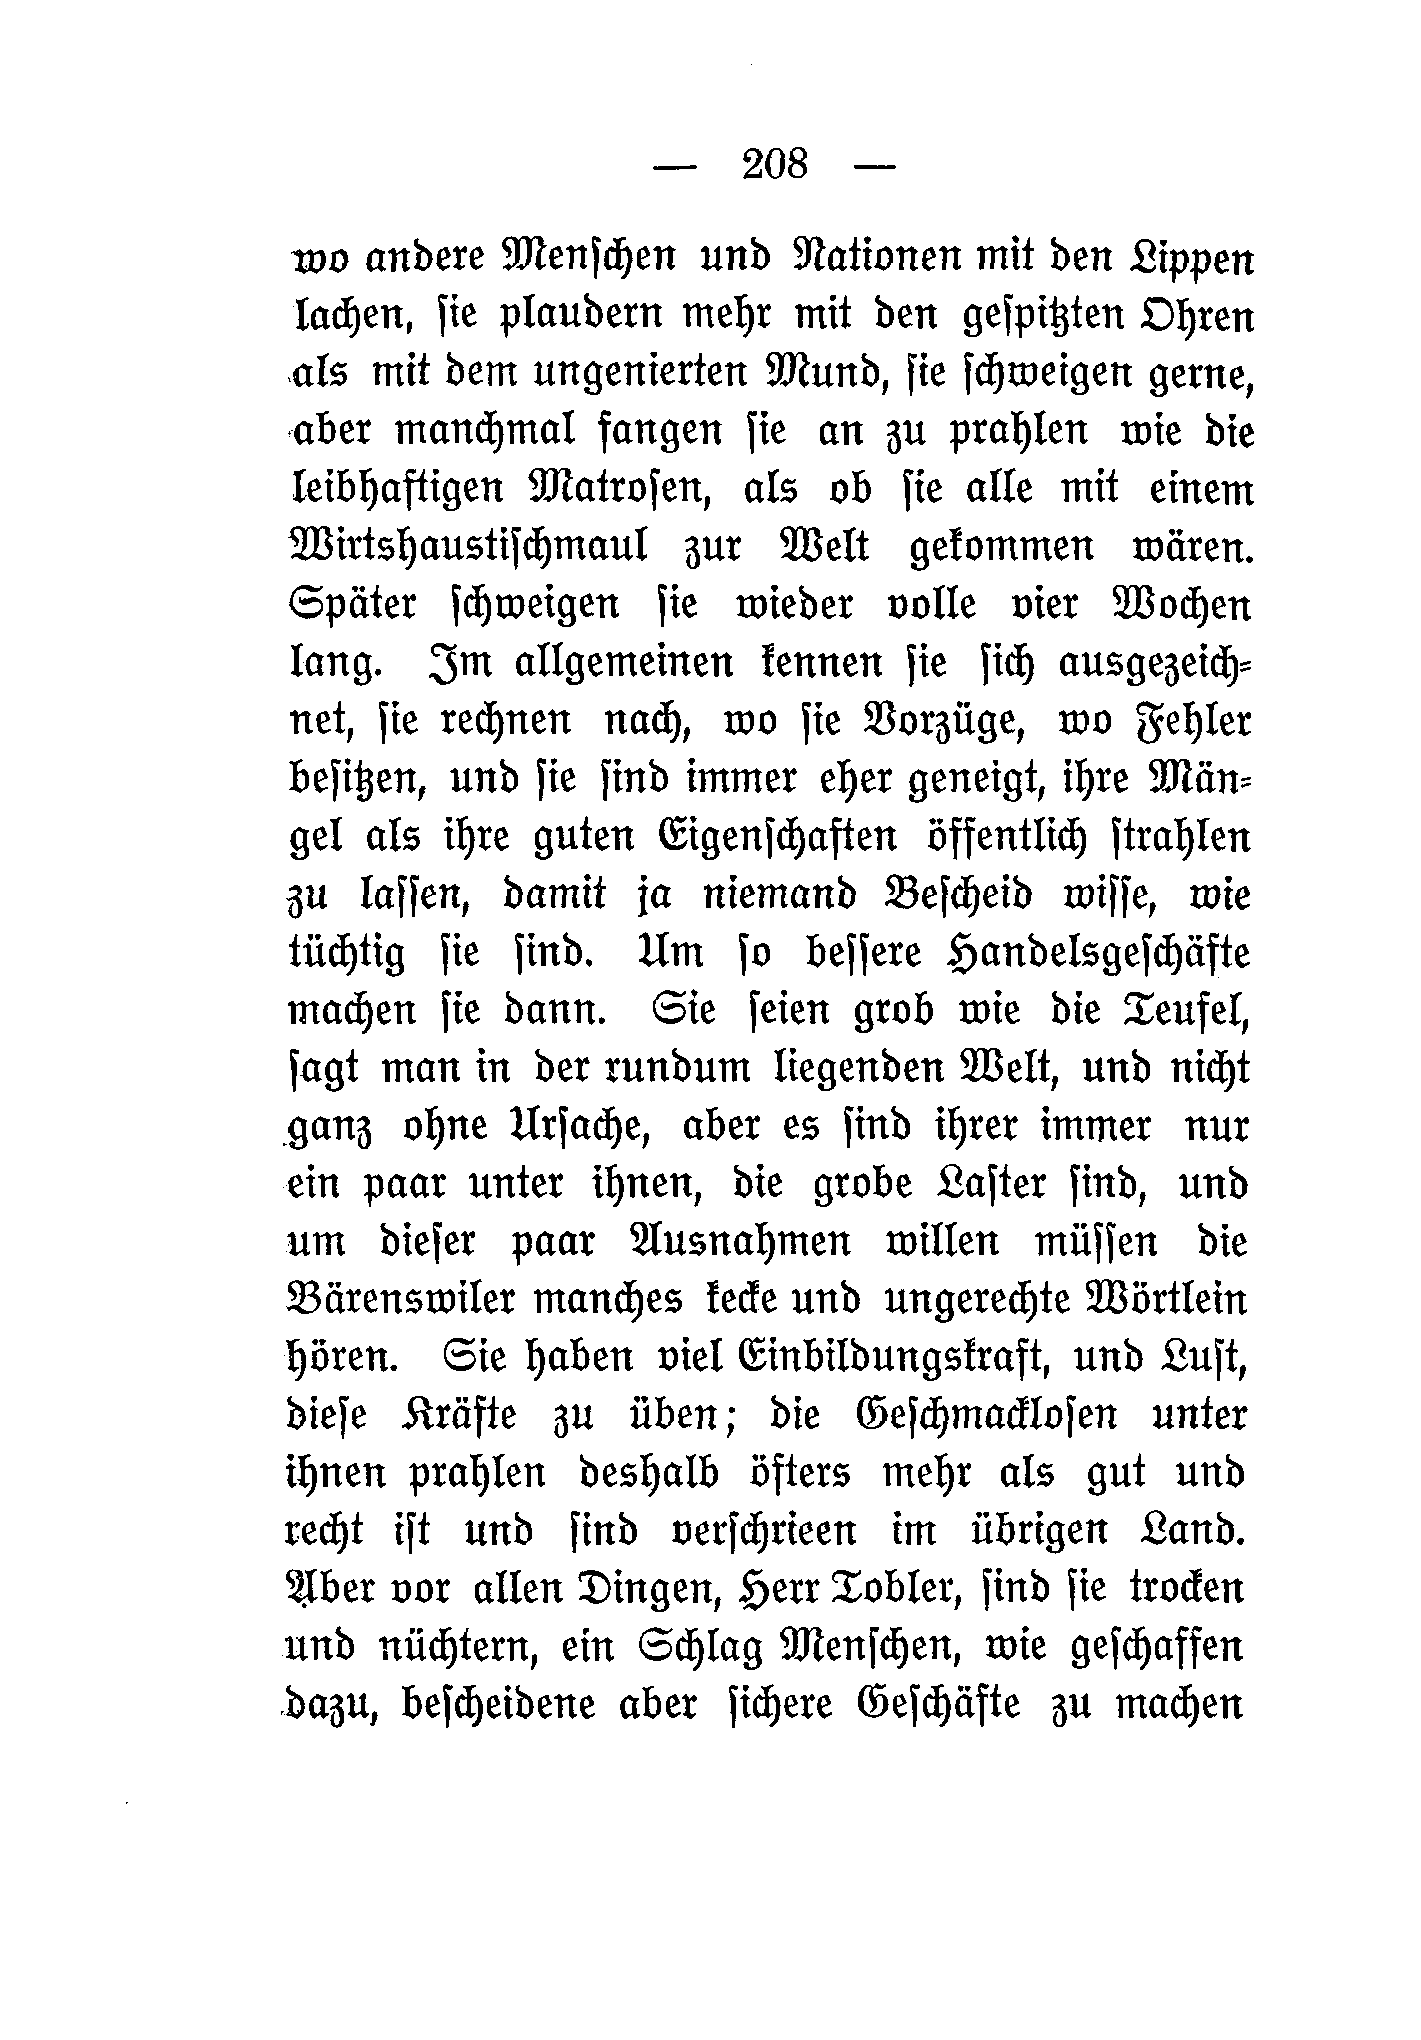 — 208 —
wo andere Menſchen und Nationen mit den Lippen
lachen, ſie plaudern mehr mit den geſpitzten Ohren
als mit dem ungenierten Mund, ſie ſchweigen gerne,
aber manchmal fangen ſie an zu prahlen wie die
leibhaftigen Matroſen, als ob ſie alle mit einem
Wirtshaustiſchmaul zur Welt gekommen wären.
Später ſchweigen ſie wieder volle vier Wochen
lang. Im allgemeinen kennen ſie ſich ausgezeich⸗
net, ſie rechnen nach, wo ſie Vorzüge, wo Fehler
beſitzen, und ſie ſind immer eher geneigt, ihre Män⸗
gel als ihre guten Eigenſchaften öffentlich ſtrahlen
zu laſſen, damit ja niemand Beſcheid wiſſe, wie
tüchtig ſie ſind. Um ſo beſſere Handelsgeſchäfte
machen ſie dann. Sie ſeien grob wie die Teufel,
ſagt man in der rundum liegenden Welt, und nicht
ganz ohne Urſache, aber es ſind ihrer immer nur
ein paar unter ihnen, die grobe Laſter ſind, und
um dieſer paar Ausnahmen willen müſſen die
Bärenswiler manches kecke und ungerechte Wörtlein
hören. Sie haben viel Einbildungskraft, und Luſt,
dieſe Kräfte zu üben; die Geſchmackloſen unter
ihnen prahlen deshalb öfters mehr als gut und
recht iſt und ſind verſchrieen im übrigen Land.
Aber vor allen Dingen, Herr Tobler, ſind ſie trocken
und nüchtern, ein Schlag Menſchen, wie geſchaffen
dazu, beſcheidene aber ſichere Geſchäfte zu machen